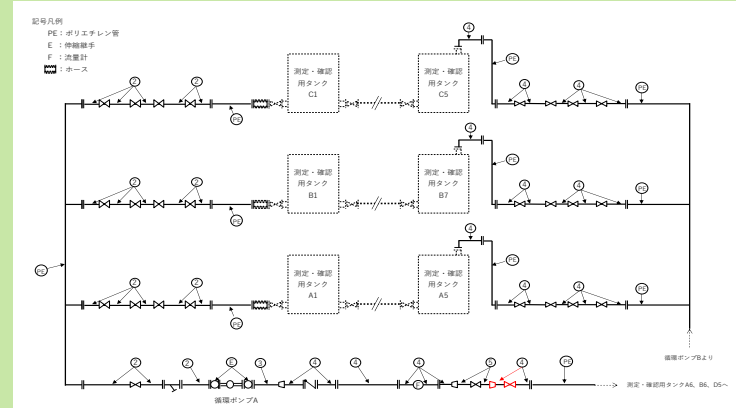 記号凡例
PE：ポリエチレン管
E ：伸縮継手
F ：流量計
：ホース
4
PE
2
2
測定・確認
用タンク
C1
測定・確認
用タンク
C5
4
4
PE
PE
4
PE
2
2
測定・確認
用タンク
B1
測定・確認
用タンク
B7
4
4
PE
PE
4
PE
PE
2
2
測定・確認
用タンク
A1
測定・確認
用タンク
A5
4
4
PE
PE
循環ポンプBより
2
2
E
3
4
4
4
5
4
PE
F
測定・確認用タンクA6、B6、D5へ
循環ポンプA